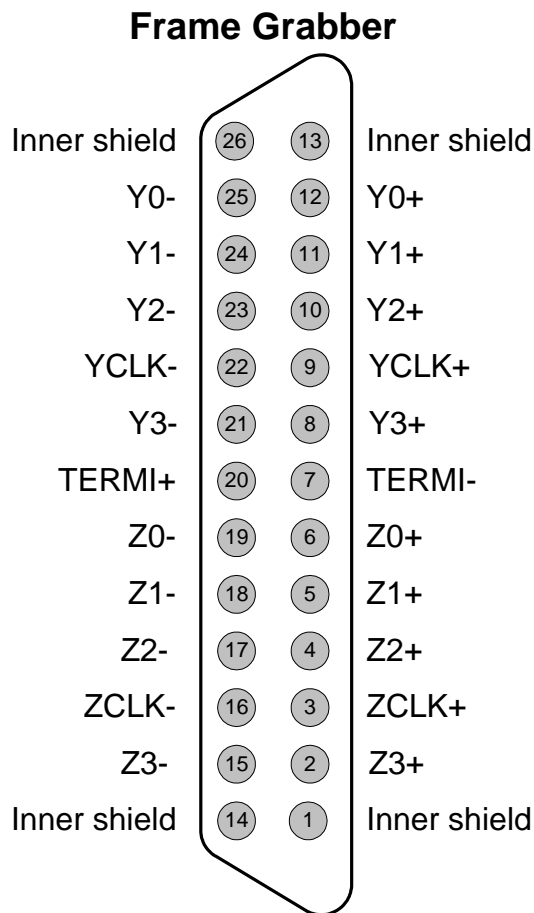 Frame Grabber
Inner shield 26 13 Inner shield
Y0- 25 12 Y0+
Y1- 24 11 Y1+
Y2- 23 10 Y2+
YCLK- 22 9 YCLK+
Y3- 21 8 Y3+
TERMI+ 20 7 TERMI-
Z0- 19 6 Z0+
Z1- 18 5 Z1+
Z2- 17 4 Z2+
ZCLK- 16 3 ZCLK+
Z3- 15 2 Z3+
Inner shield 14 1 Inner shield